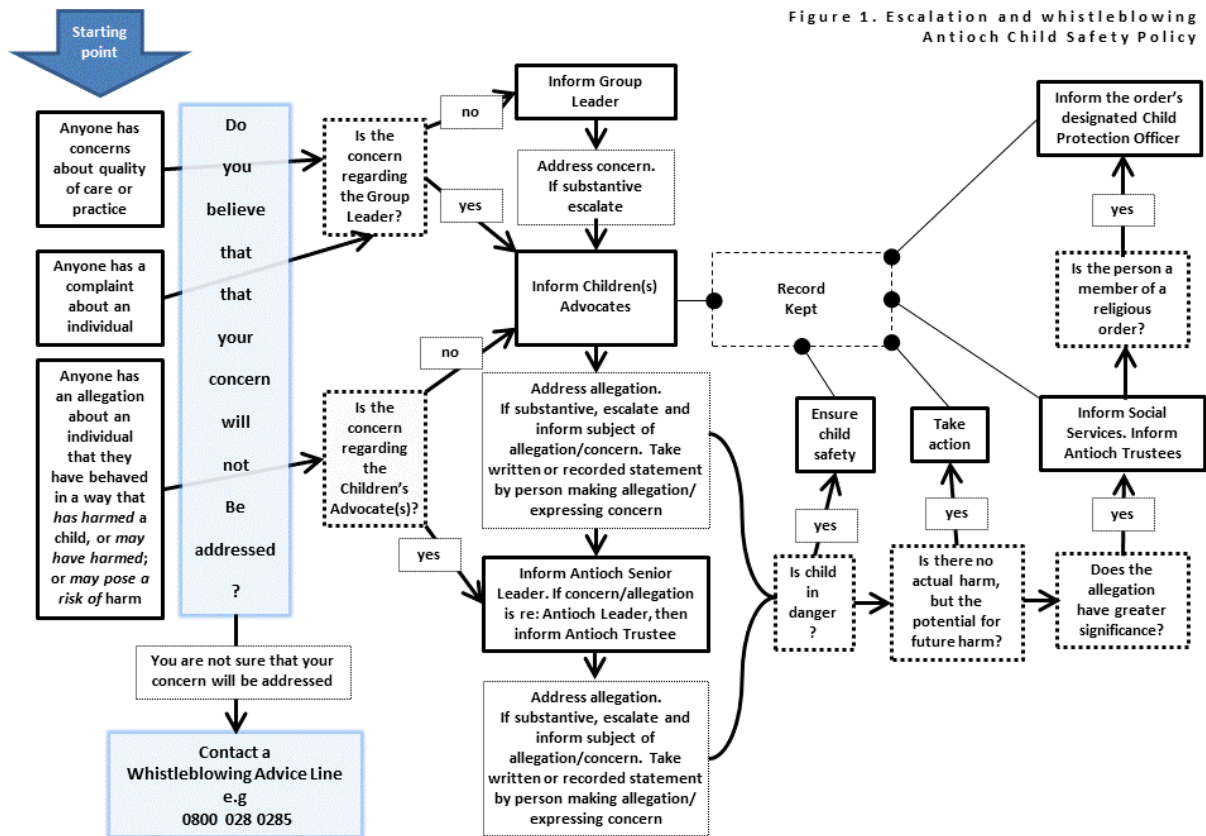 Figure 1. Escalation and whistleblowing
Antioch Child Safety Policy
Starting
point
Anyone has
concerns
about quality
of care or
practice
Anyone has a
complaint
about an
individual
Anyone has
an allegation
about an
individual
that they
have behaved
in a way that
has harmed a
child, or may
have harmed;
or may pose a
risk of harm
Do
you
believe
that
that
your
concern
will
not
Be
addressed
?
You are not sure that your
concern will be addressed
Contact a
Whistleblowing Advice Line
e.g
0800 028 0285
Is the
concern
regarding
the Group
Leader?
no
yes
Is the
concern
regarding
the
Children's
Advocate(s)?
no
yes
Inform Group
Leader
Address concern.
If substantive
escalate
Inform Children(s)
Advocates
Address allegation.
If substantive, escalate and
inform subject of
allegation/concern. Take
written or recorded statement
by person making allegation/
expressing concern
Inform Antioch Senior
Leader. If concern/allegation
is re: Antioch Leader, then
inform Antioch Trustee
Address allegation.
If substantive, escalate and
inform subject of
allegation/concern. Take
written or recorded statement
by person making allegation/
expressing concern
Record
Kept
Ensure
child
safety
yes
Is child
in
danger
?
Take
action
yes
Is there no
actual harm,
but the
potential for
future harm?
Inform the order's
designated Child
Protection Officer
yes
Is the person a
member of a
religious
order?
Inform Social
Services. Inform
Antioch Trustees
yes
Does the
allegation
have greater
significance?